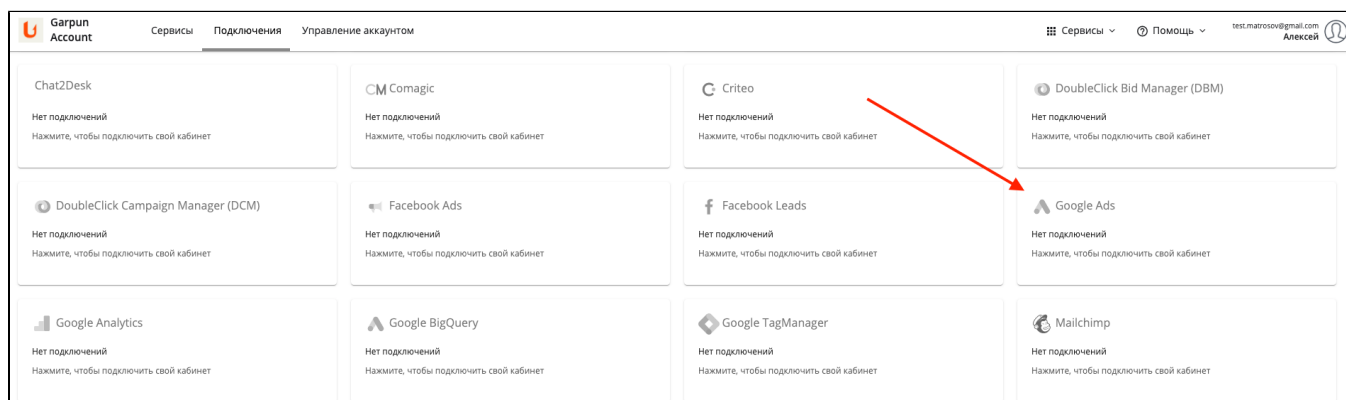 Garpun
Account
Сервисы Подключения Управление аккаунтом
Сервисы Помощь
test.matrosov@gmail.com
Алексей
Chat2Desk
Нет подключений
Нажмите, чтобы подключить свой кабинет
CM Comagic
Нет подключений
Нажмите, чтобы подключить свой кабинет
Criteo
Нет подключений
Нажмите, чтобы подключить свой кабинет
DoubleClick Bid Manager (DBM)
Нет подключений
Нажмите, чтобы подключить свой кабинет
DoubleClick Campaign Manager (DCM)
Нет подключений
Нажмите, чтобы подключить свой кабинет
Facebook Ads
Нет подключений
Нажмите, чтобы подключить свой кабинет
Facebook Leads
Нет подключений
Нажмите, чтобы подключить свой кабинет
Google Ads
Нет подключений
Нажмите, чтобы подключить свой кабинет
Google Analytics
Нет подключений
Нажмите, чтобы подключить свой кабинет
Google BigQuery
Нет подключений
Нажмите, чтобы подключить свой кабинет
Google TagManager
Нет подключений
Нажмите, чтобы подключить свой кабинет
Mailchimp
Нет подключений
Нажмите, чтобы подключить свой кабинет